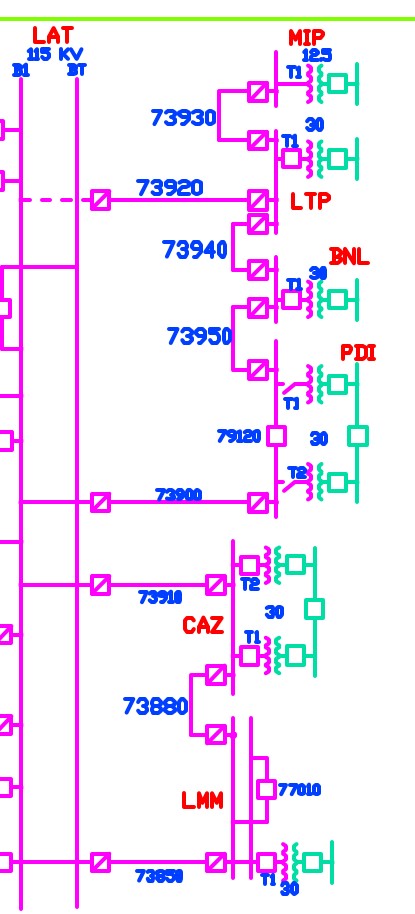 LAT
MIP
115 KV
12.5
B1
BT
T1
73930
30
T1
73920
LTP
73940
BNL
30
T1
73950
PDI
T1
79120
30
T2
73900
T2
73910
30
CAZ
T1
73880
77010
LMM
73850
T1
30